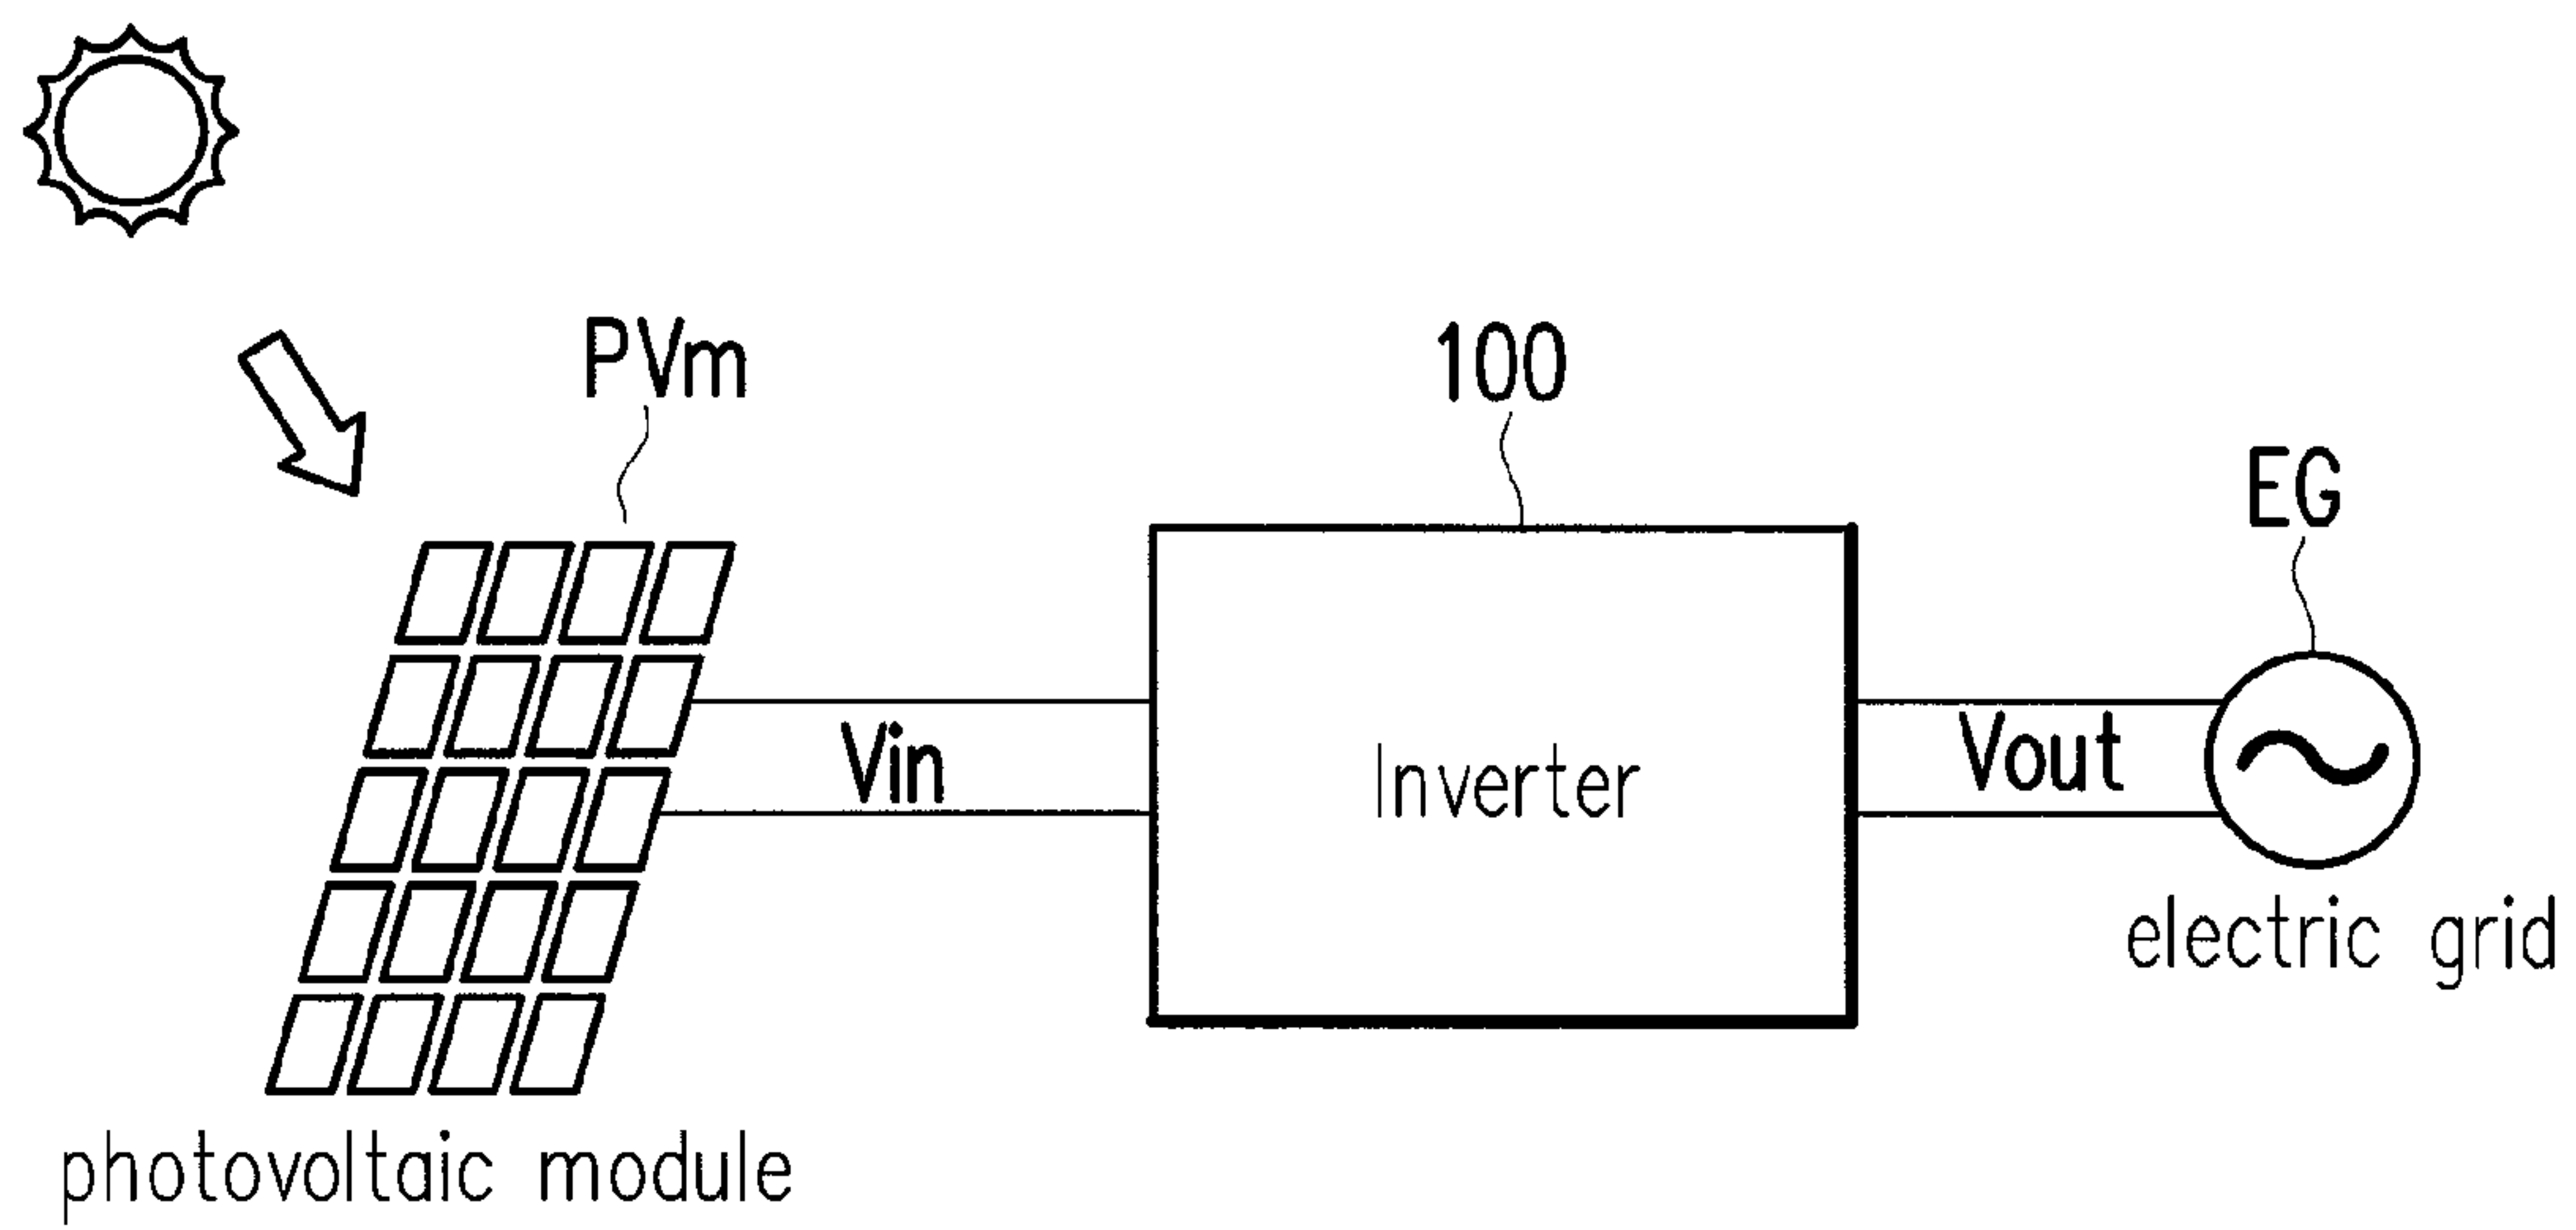 PVm
100
EG
Vin
Inverter
Vout
electric grid
photovoltaic module